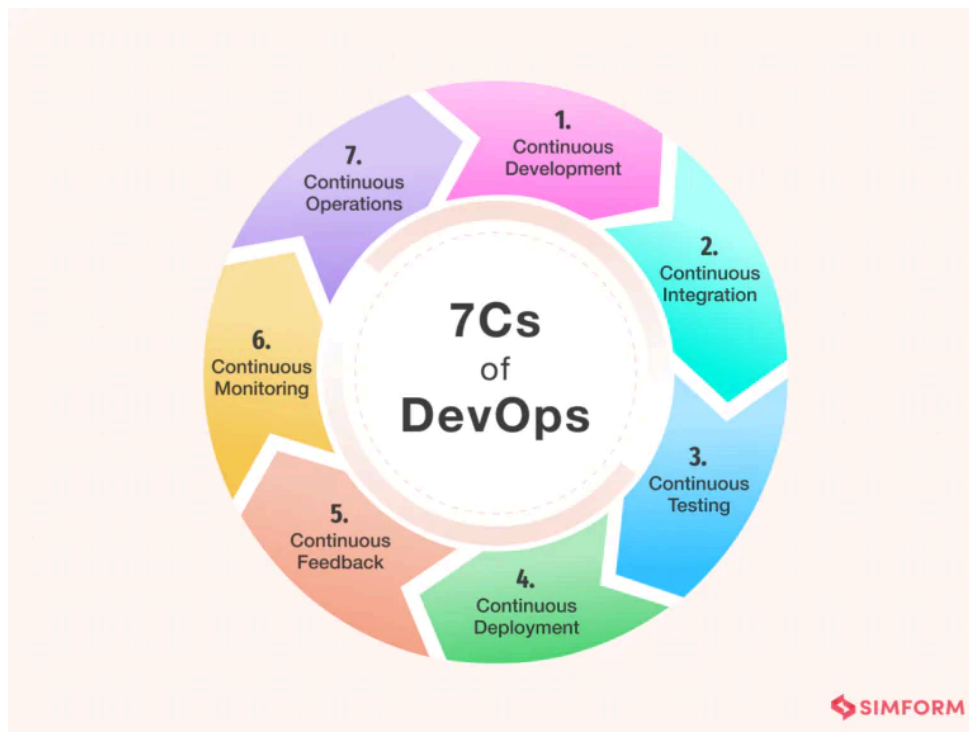 7Cs
of
DevOps
1.
Continuous
Development
2.
Continuous
Integration
3.
Continuous
Testing
4.
Continuous
Deployment
5.
Continuous
Feedback
6.
Continuous
Monitoring
7.
Continuous
Operations
SIMFORM